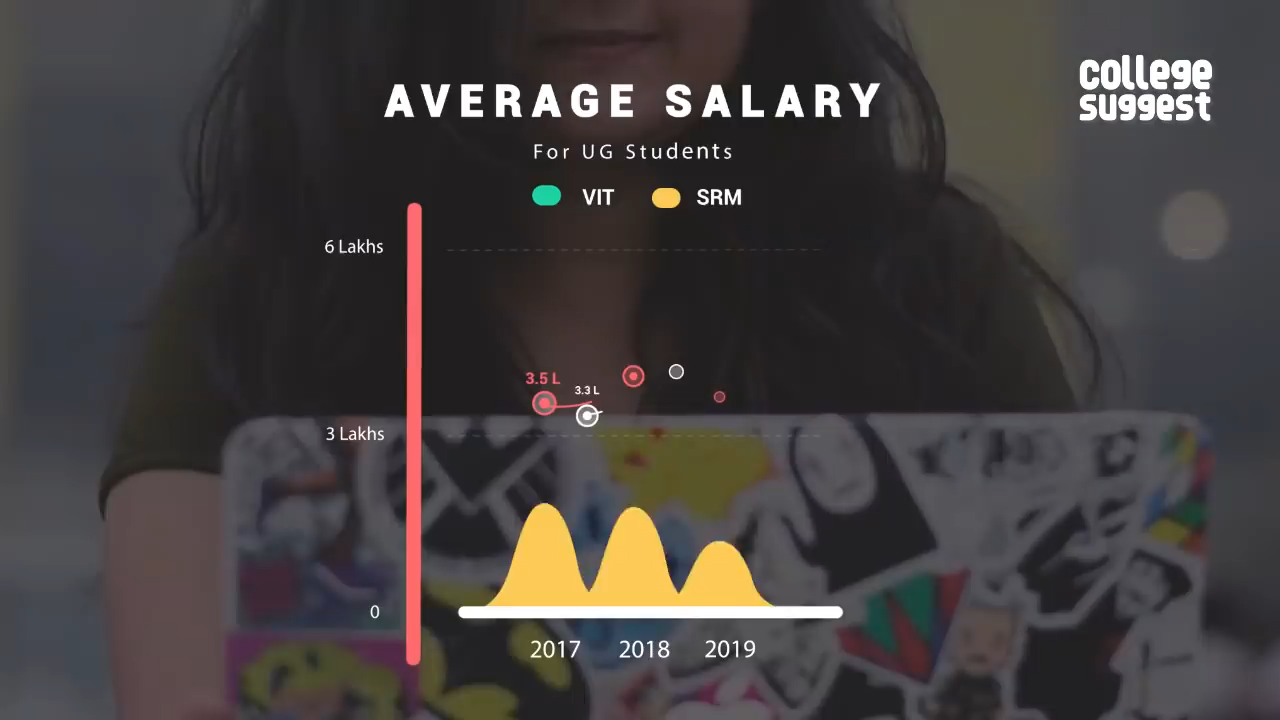 college
suggest
AVERAGE SALARY
For UG Students
VIT
SRM
6 Lakhs
3.5 L
3.3 L
3 Lakhs
0
2017 2018 2019